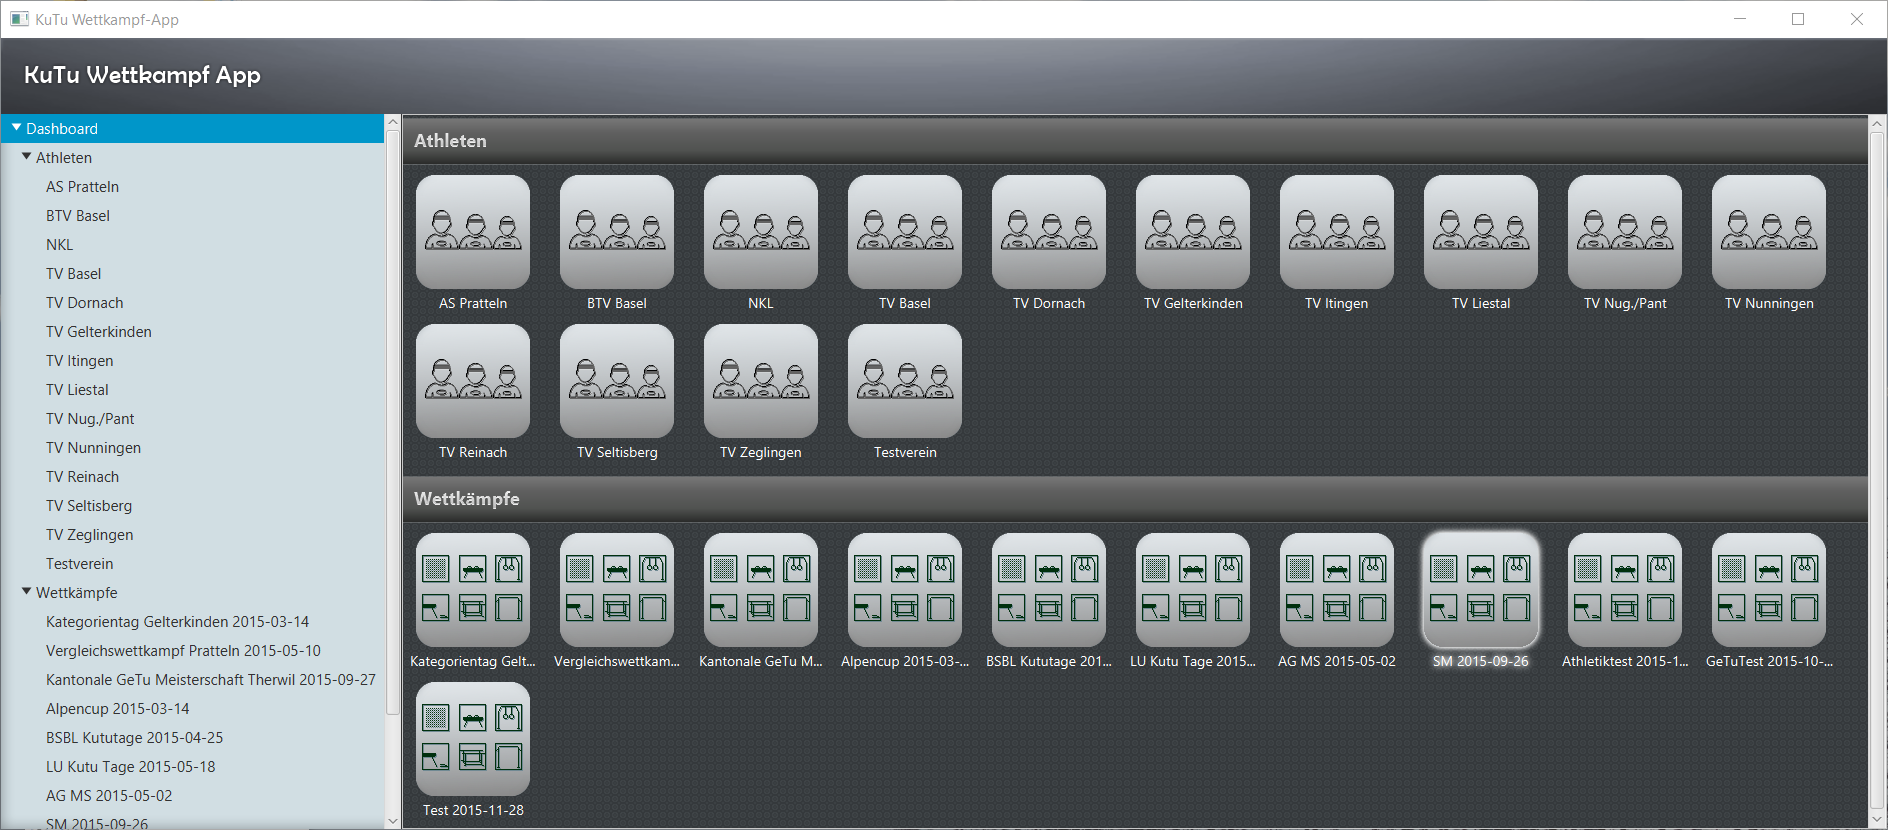 KuTu Wettkampf-App
KuTu Wettkampf App
Dashboard
Athleten
AS Pratteln
BTV Basel
NKL
TV Basel
TV Dornach
TV Gelterkinden
TV Itingen
TV Liestal
TV Nug./Pant
TV Nunningen
TV Reinach
TV Seltisberg
TV Zeglingen
Testverein
Wettkämpfe
Kategorientag Gelterkinden 2015-03-14
Vergleichswettkampf Pratteln 2015-05-10
Kantonale GeTu Meisterschaft Therwil 2015-09-27
Alpencup 2015-03-14
BSBL Kututage 2015-04-25
LU Kutu Tage 2015-05-18
AG MS 2015-05-02
SM 2015-09-26
Athleten
AS Pratteln
BTV Basel
NKL
TV Basel
TV Dornach
TV Gelterkinden
TV Itingen
TV Liestal
TV Nug./Pant
TV Nunningen
TV Reinach
TV Seltisberg
TV Zeglingen
Testverein
Wettkämpfe
Kategorientag Gelt...
Vergleichswettkam...
Kantonale GeTu M...
Alpencup 2015-03-...
BSBL Kututage 201...
LU Kutu Tage 2015...
AG MS 2015-05-02
SM 2015-09-26
Athletiktest 2015-1...
GeTuTest 2015-10-...
Test 2015-11-28